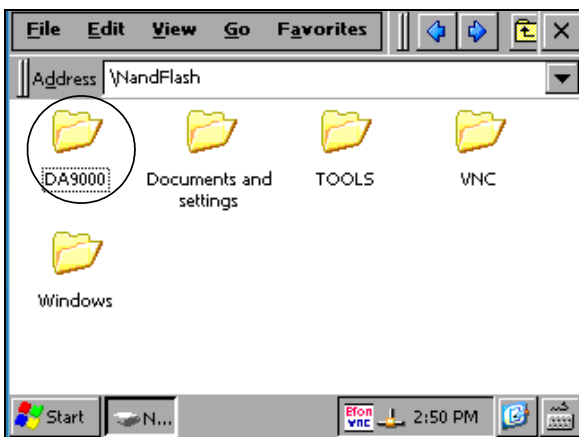 File Edit View Go Favorites
Address \NandFlash
DA9000 Documents and settings TOOLS VNC
Windows
Start N... Efon VNC 2:50 PM